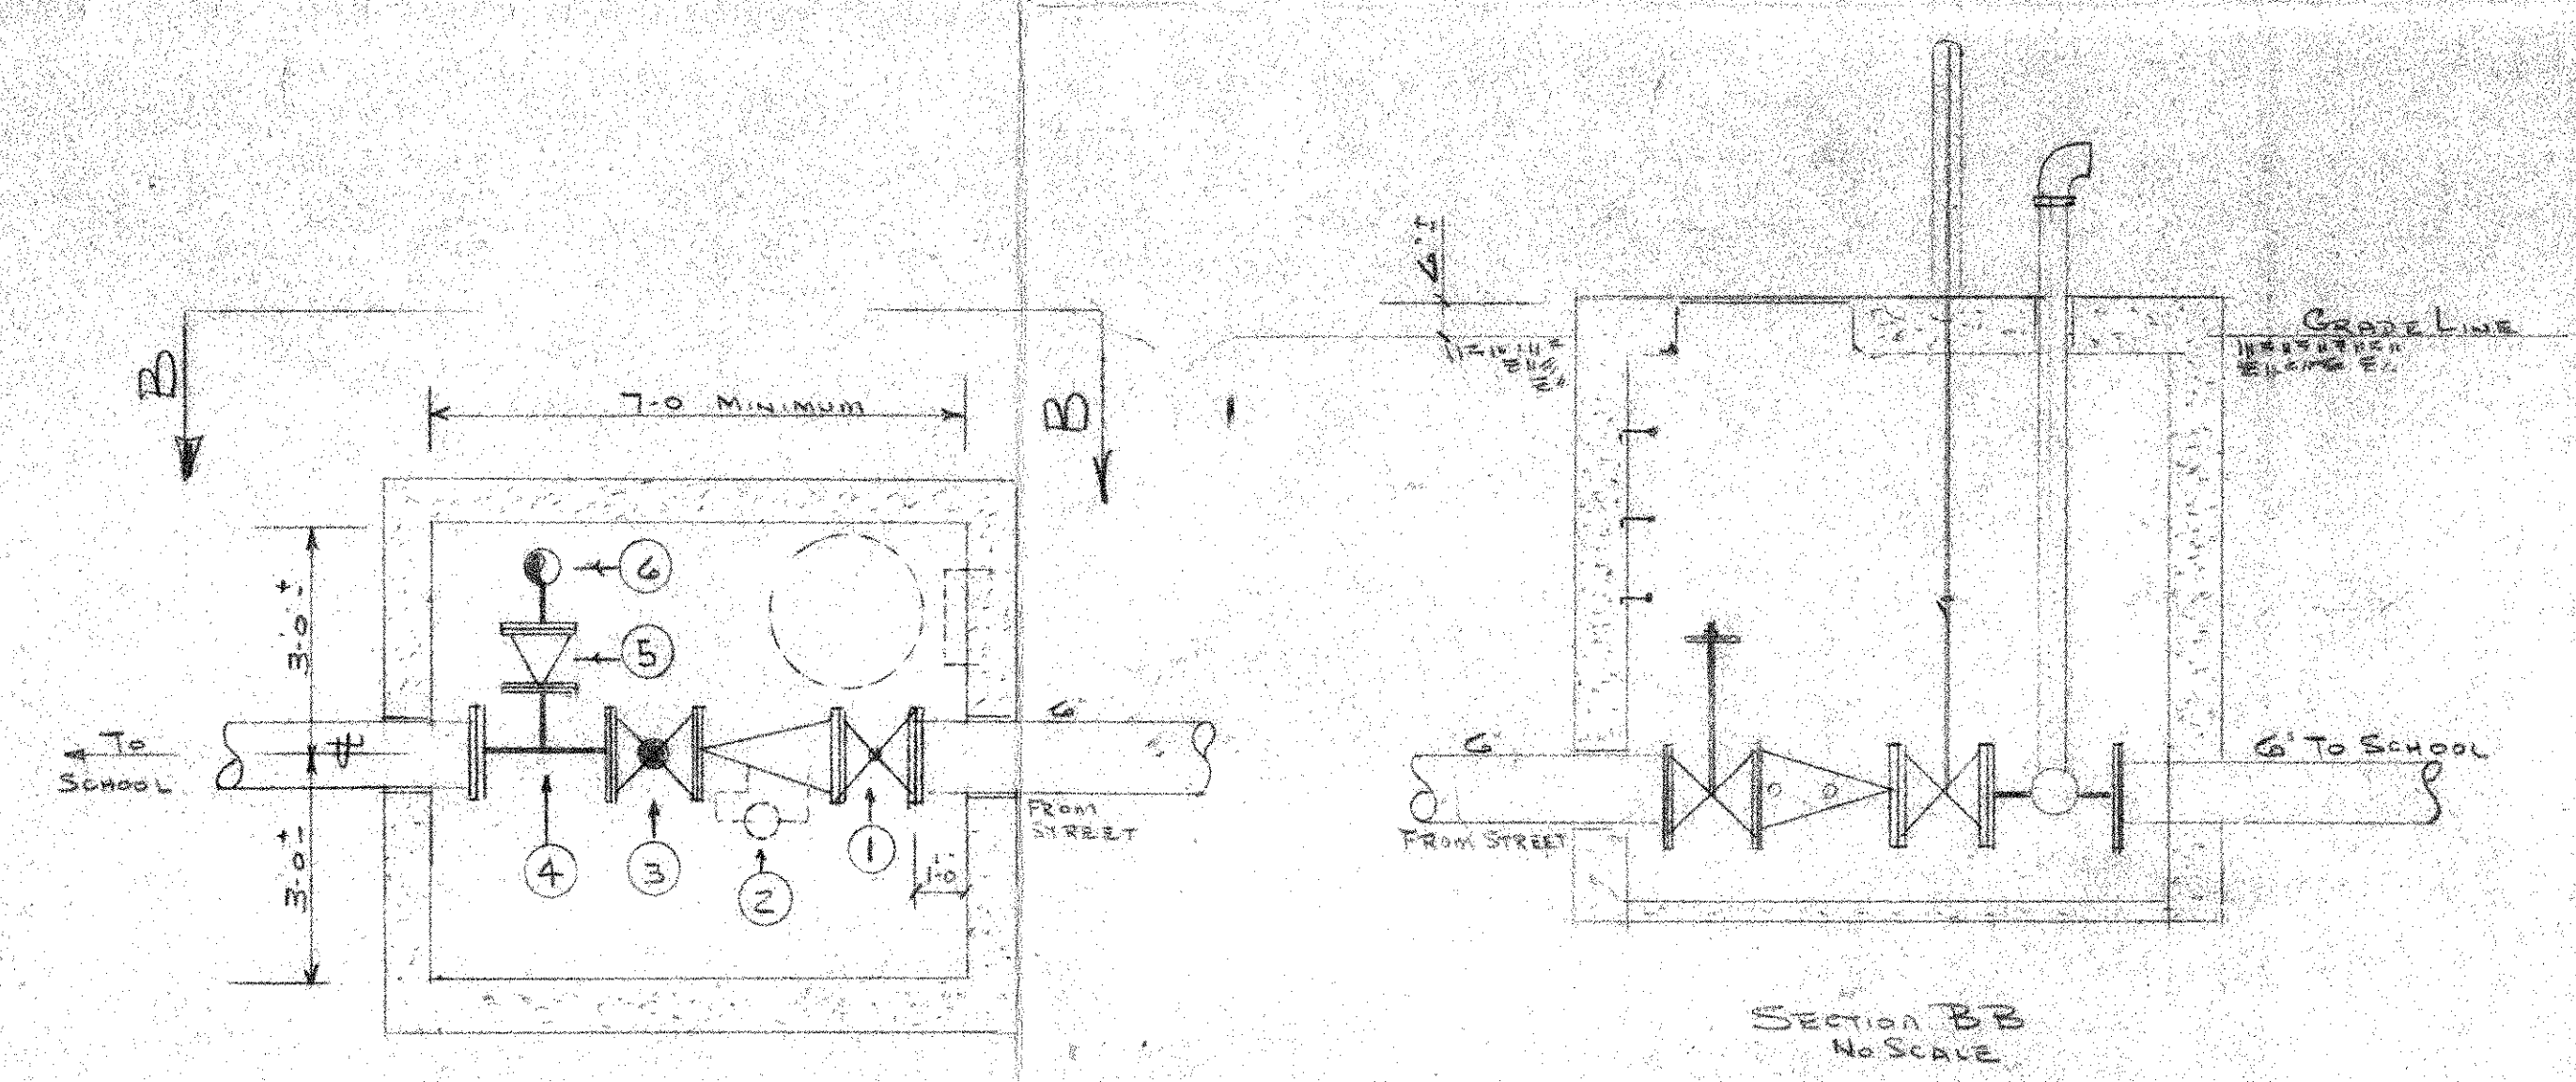 B
B
7-0 MINIMUM
3'-0" ±
6
5
6"
TO
SCHOOL
℄
FROM
STREET
3'-0" ±
4
3
2
1
1'-0"
GRADE LINE
6"
6" TO SCHOOL
FROM STREET
SECTION BB
NO SCALE